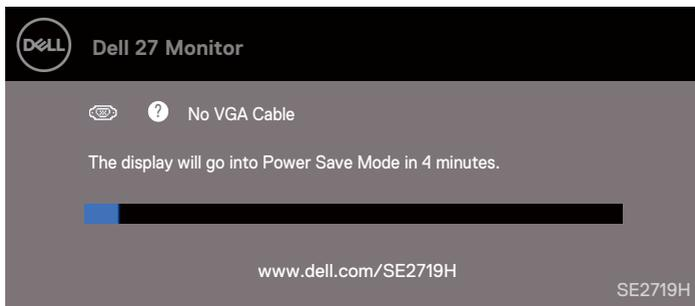 DELL
Dell 27 Monitor
? No VGA Cable
The display will go into Power Save Mode in 4 minutes.
www.dell.com/SE2719H
SE2719H